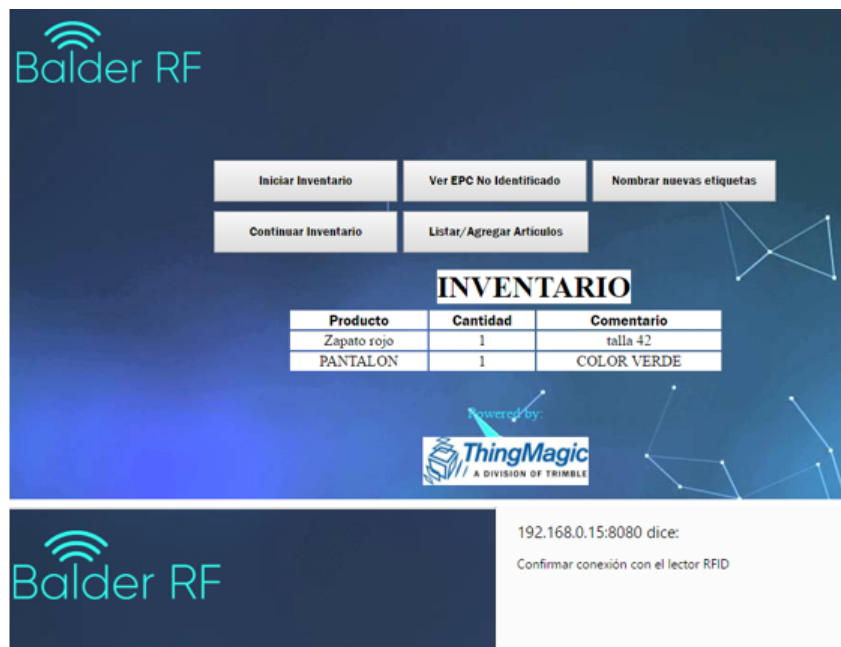 Balder RF
Iniciar Inventario Ver EPC No Identificado Nombrar nuevas etiquetas
Continuar Inventario Listar/Agregar Artículos
INVENTARIO
Producto Cantidad Comentario
Zapato rojo 1 talla 42
PANTALON 1 COLOR VERDE
Powered by:
ThingMagic
A DIVISION OF TRIMBLE
Balder RF
192.168.0.15:8080 dice:
Confirmar conexión con el lector RFID